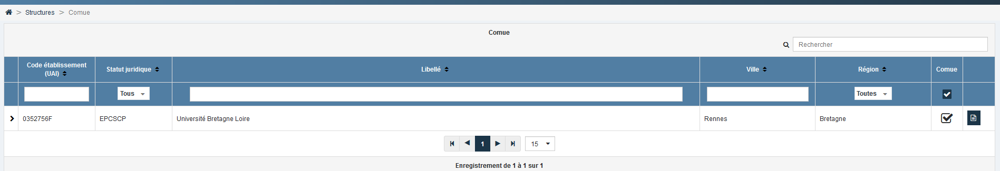 > Structures > Comue
Comue
Rechercher
Code établissement (UAI) Statut juridique Libellé Ville Région Comue
Tous Toutes
0352756F EPCSCP Université Bretagne Loire Rennes Bretagne
1 15
Enregistrement de 1 à 1 sur 1